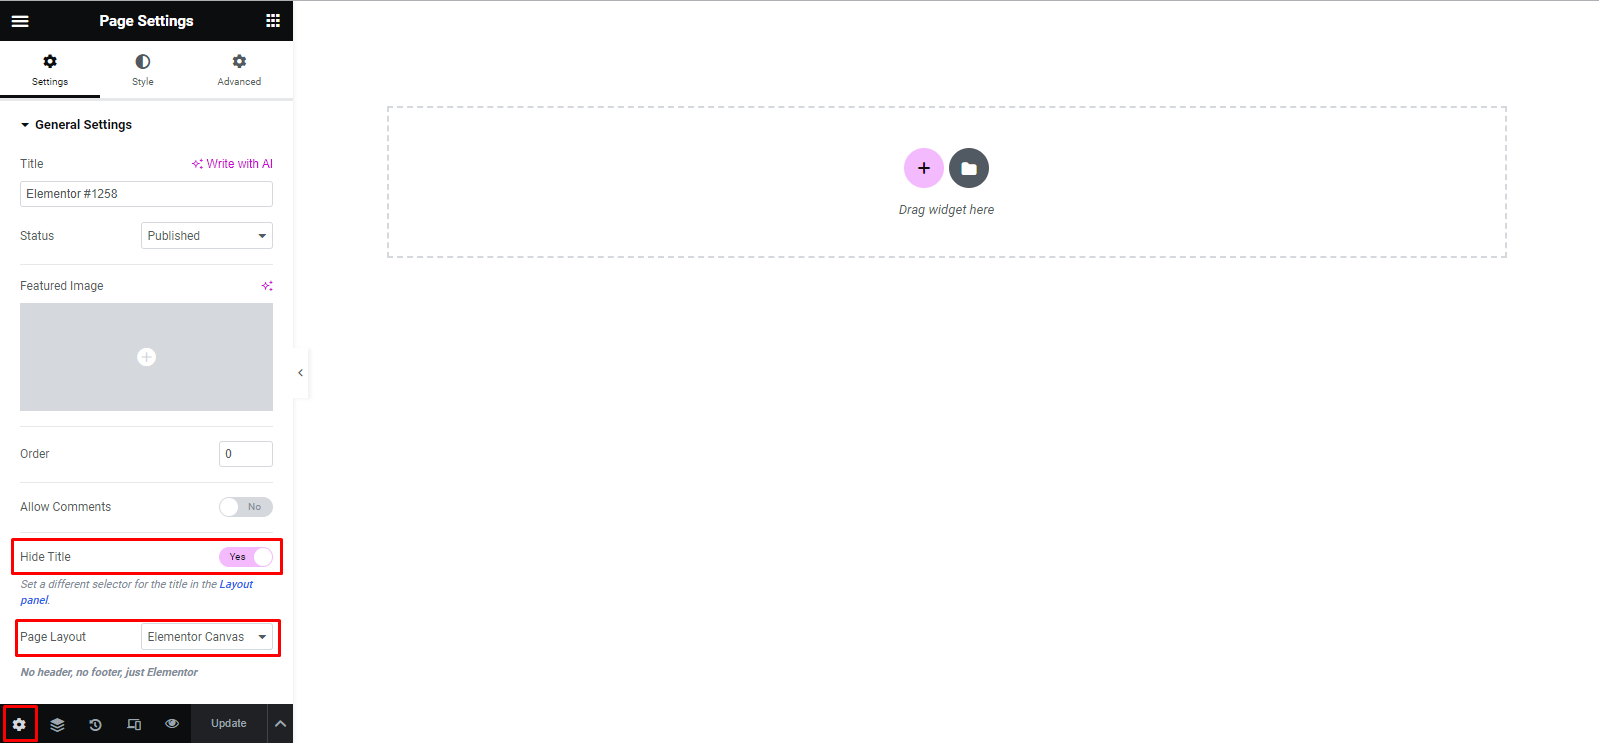 Page Settings
Settings
Style
Advanced
General Settings
Title
Write with AI
Elementor #1258
Status
Published
Featured Image
Order
0
Allow Comments
No
Hide Title
Yes
Set a different selector for the title in the Layout
panel.
Page Layout
Elementor Canvas
No header, no footer, just Elementor
Update
Drag widget here